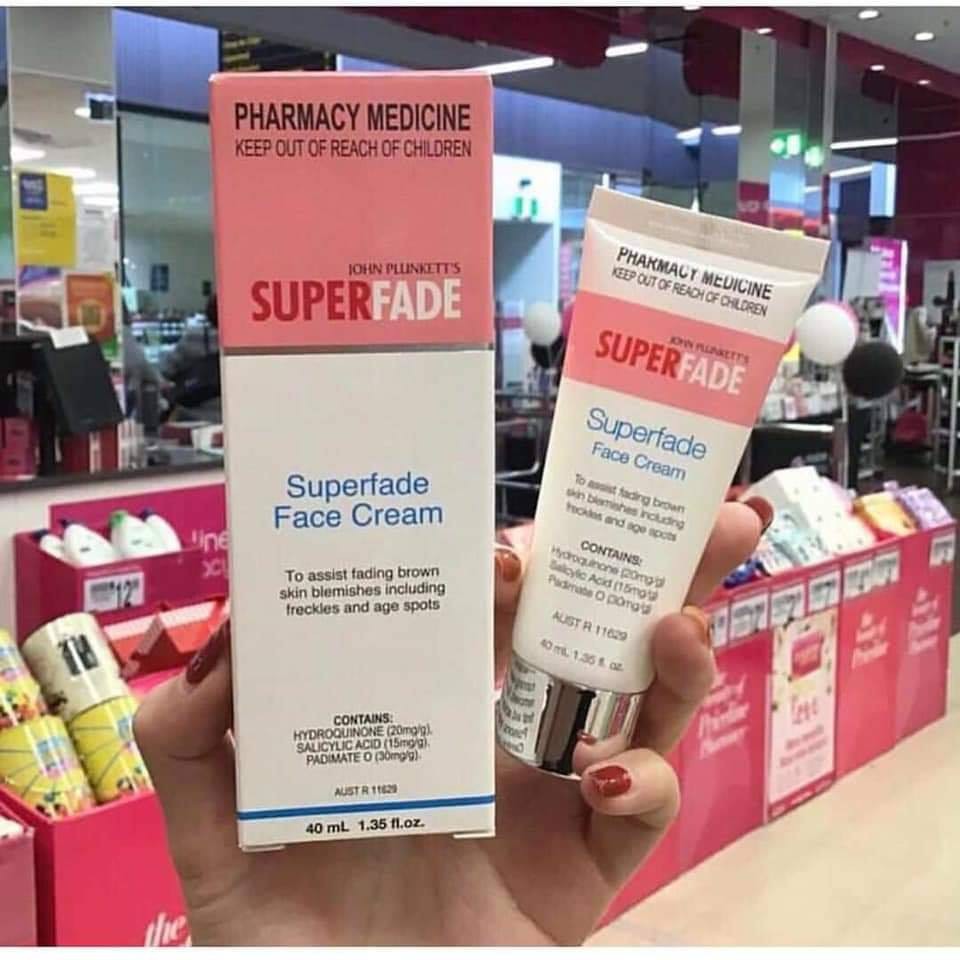 PHARMACY MEDICINE
KEEP OUT OF REACH OF CHILDREN
JOHN PLUNKETT'S
SUPERFADE
Superfade
Face Cream
To assist fading brown
skin blemishes including
freckles and age spots
CONTAINS:
HYDROQUINONE (20mg/g).
SALICYLIC ACID (15mg/g).
PADIMATE O (30mg/g).
AUST R 11629
40 mL 1.35 fl.oz.
PHARMACY MEDICINE
KEEP OUT OF REACH OF CHILDREN
JOHN PLUNKETT'S
SUPERFADE
Superfade
Face Cream
To assist fading brown
skin blemishes including
freckles and age spots
CONTAINS:
Hydroquinone (20mg/g)
Salicylic Acid (15mg/g)
Padimate O (30mg/g)
AUST R 11629
40 mL 1.35 fl. oz.
the